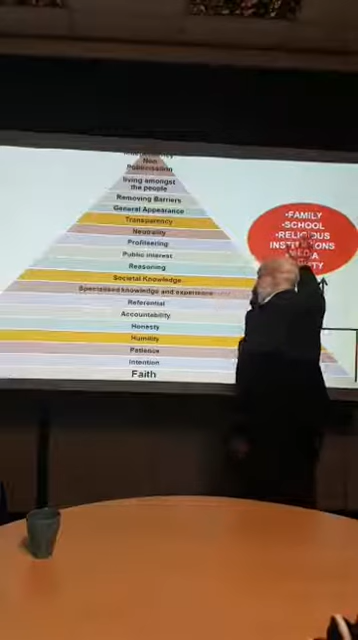 Non
Politicisation
living amongst
the people
Removing Barriers
General Appearance
Transparency
Neutrality
Profiteering
Public interest
Reasoning
Societal Knowledge
Specialised knowledge and experience
Referential
Accountability
Honesty
Humility
Patience
Intention
Faith
•FAMILY
•SCHOOL
•RELIGIOUS
INSTITUTIONS